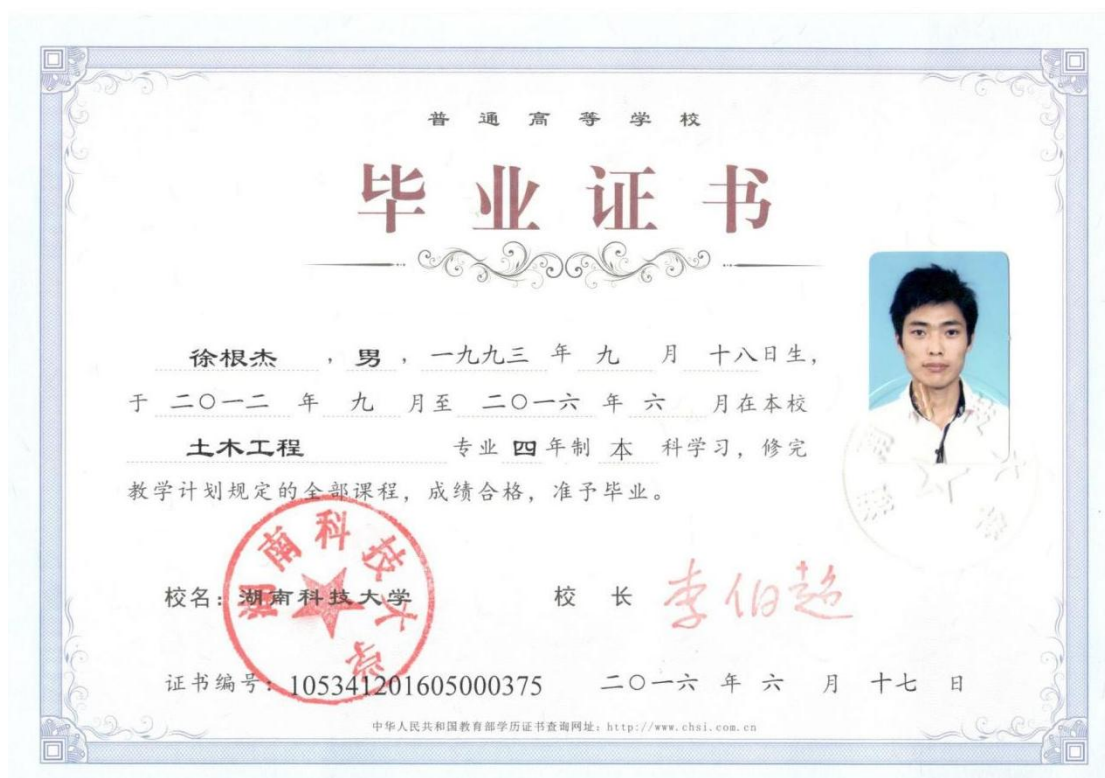 普通高等学校
毕业证书
徐根杰 ，男，一九九三 年 九 月 十八日生，
于 二〇一二 年 九 月至 二〇一六 年 六 月在本校
土木工程 专业 四年制 本 科学习，修完
教学计划规定的全部课程，成绩合格，准予毕业。
湖南科技大学
校名：湖南科技大学 校 长 李伯超
证书编号：105341201605000375 二〇一六 年 六 月 十七 日
中华人民共和国教育部学历证书查询网址：http://www.chsi.com.cn